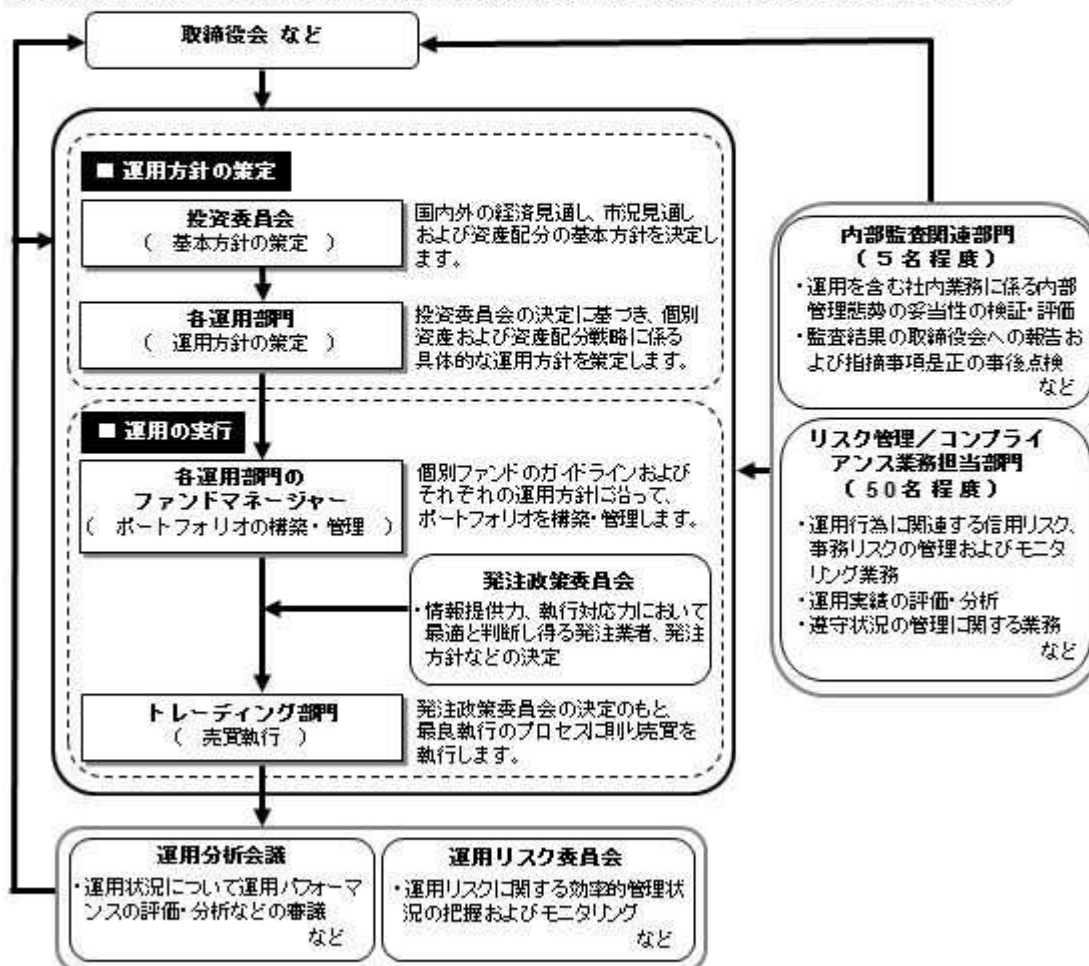 取締役会 など
■ 運用方針の策定
投資委員会
（ 基本方針の策定 ）
国内外の経済見通し、市況見通し
および資産配分の基本方針を決定し
ます。
各運用部門
（ 運用方針の策定 ）
投資委員会の決定に基づき、個別
資産および資産配分戦略に係る
具体的な運用方針を策定します。
■ 運用の実行
各運用部門の
ファンドマネージャー
（ ポートフォリオの構築・管理 ）
個別ファンドのガイドラインおよび
それぞれの運用方針に沿って、
ポートフォリオを構築・管理します。
発注政策委員会
・情報提供力、執行対応力において
最適と判断し得る発注業者、発注
方針などの決定
トレーディング部門
（ 売買執行 ）
発注政策委員会の決定のもと、
最良執行のプロセスに則り売買を
執行します。
運用分析会議
・運用状況について運用パフォーマ
ンスの評価・分析などの審議
など
運用リスク委員会
・運用リスクに関する効率的管理状
況の把握およびモニタリング
など
内部監査関連部門
（５名程度）
・運用を含む社内業務に係る内部
管理態勢の妥当性の検証・評価
・監査結果の取締役会への報告お
よび指摘事項是正の事後点検
など
リスク管理／コンプライ
アンス業務担当部門
（50名程度）
・運用行為に関連する信用リスク、
事務リスクの管理およびモニタ
リング業務
・運用実績の評価・分析
・遵守状況の管理に関する業務
など